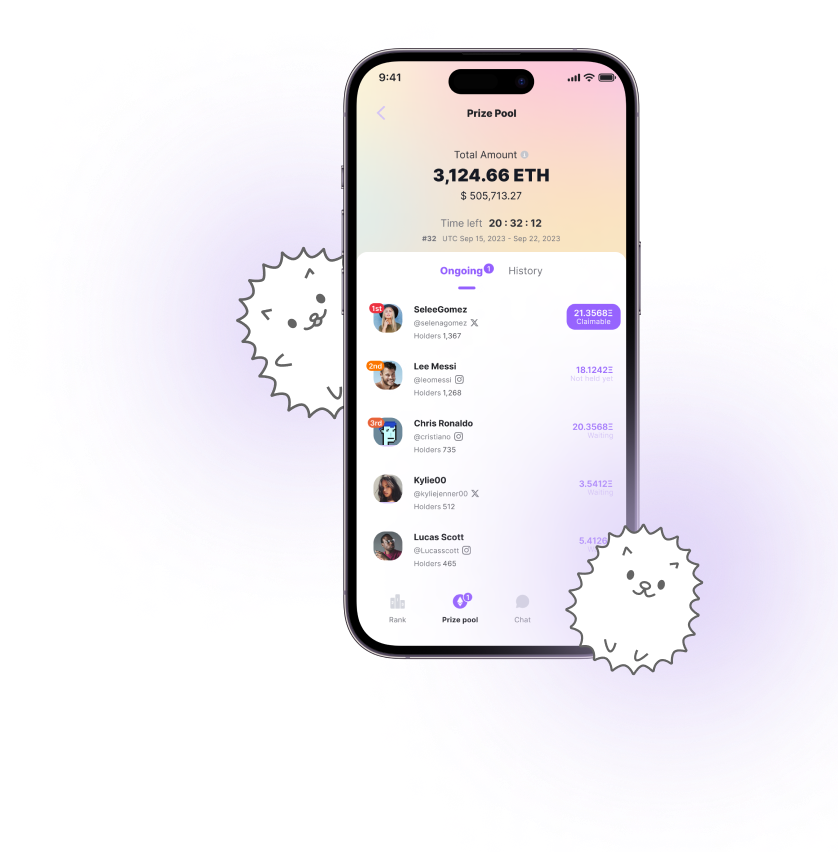 9:41
Prize Pool
Total Amount
3,124.66 ETH
$ 505,713.27
Time left 20 : 32 : 12
#32 UTC Sep 15, 2023 - Sep 22, 2023
Ongoing 1 History
1st
SeleeGomez
@selenagomez
Holders 1,367
21.3568Ξ
Claimable
2nd
Lee Messi
@leomessi
Holders 1,268
18.1242Ξ
Not held yet
3rd
Chris Ronaldo
@cristiano
Holders 735
20.3568Ξ
Waiting
Kylie00
@kyliejenner00
Holders 512
3.5412Ξ
Waiting
Lucas Scott
@Lucasscott
Holders 465
5.4126
1
Rank Prize pool Chat